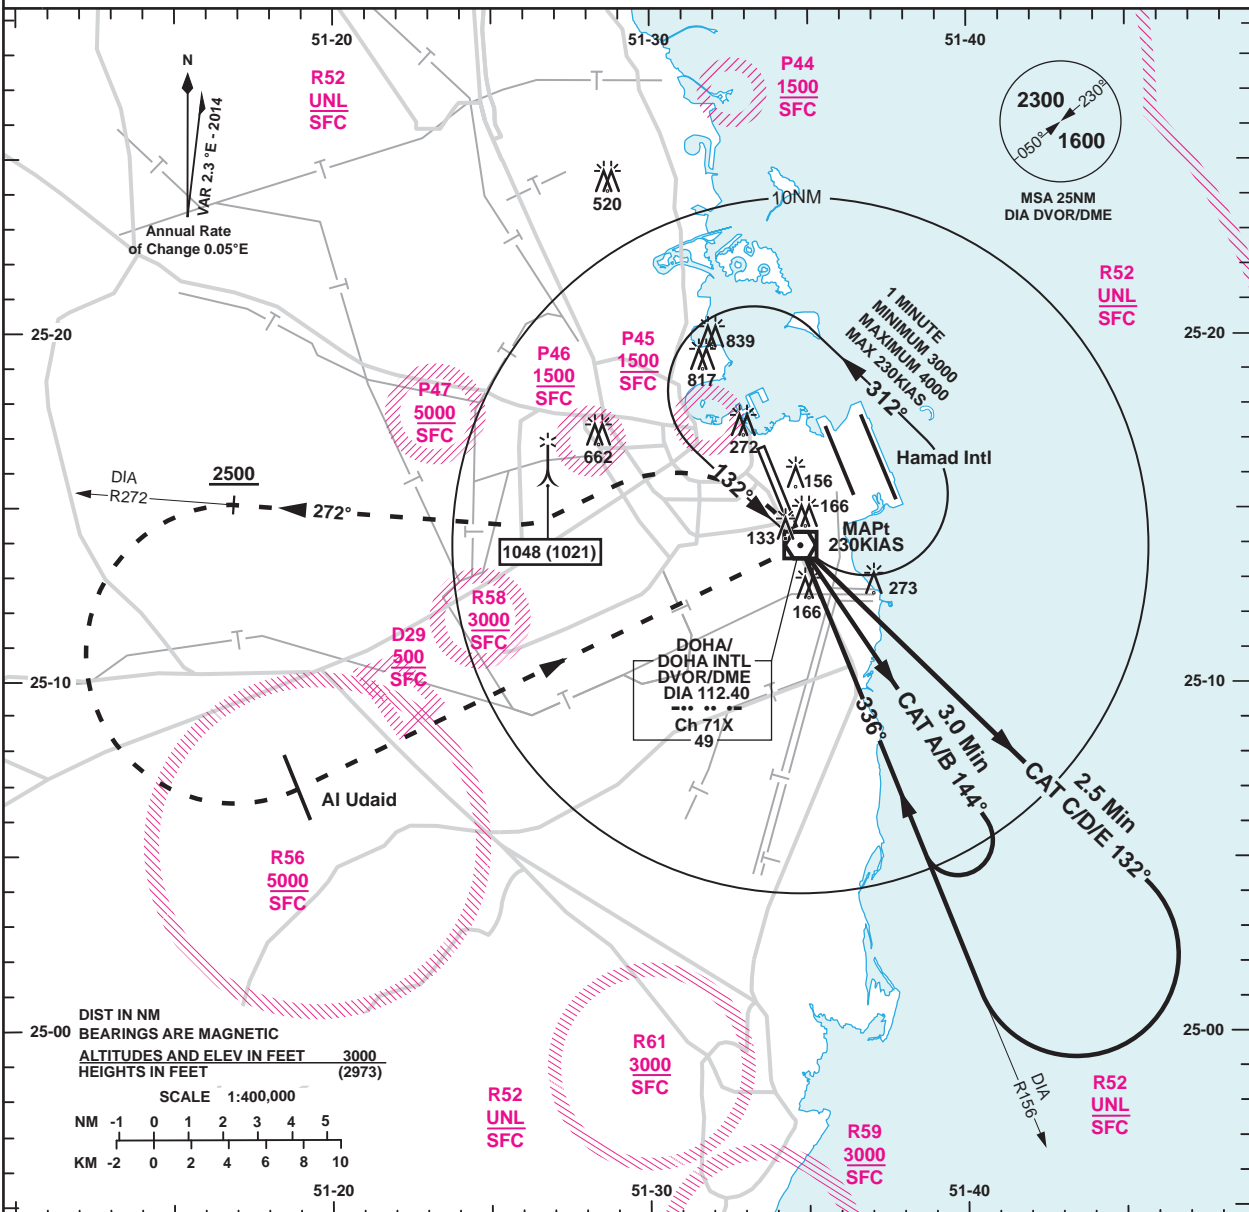 51-20
51-30
51-40
N
VAR 2.3 °E - 2014
Annual Rate
of Change 0.05°E
R52
UNL
SFC
P44
1500
SFC
2300
230°
050°
1600
MSA 25NM
DIA DVOR/DME
520
10NM
R52
UNL
SFC
25-20
25-20
1 MINUTE
MINIMUM 3000
MAXIMUM 4000
MAX 230KIAS
312°
839
817
P45
1500
SFC
P46
1500
SFC
P47
5000
SFC
662
272
Hamad Intl
132°
156
166
DIA
R272
2500
272°
1048 (1021)
133
MAPt
230KIAS
166
273
R58
3000
SFC
D29
500
SFC
DOHA/
DOHA INTL
DVOR/DME
DIA 112.40
Ch 71X
49
25-10
25-10
336°
3.0 Min
CAT A/B 144°
2.5 Min
CAT C/D/E 132°
Al Udaid
R56
5000
SFC
DIST IN NM
BEARINGS ARE MAGNETIC
ALTITUDES AND ELEV IN FEET 3000
HEIGHTS IN FEET (2973)
SCALE 1:400,000
NM -1 0 1 2 3 4 5
KM -2 0 2 4 6 8 10
25-00
25-00
R61
3000
SFC
R52
UNL
SFC
DIA
R156
R52
UNL
SFC
R59
3000
SFC
51-20
51-30
51-40